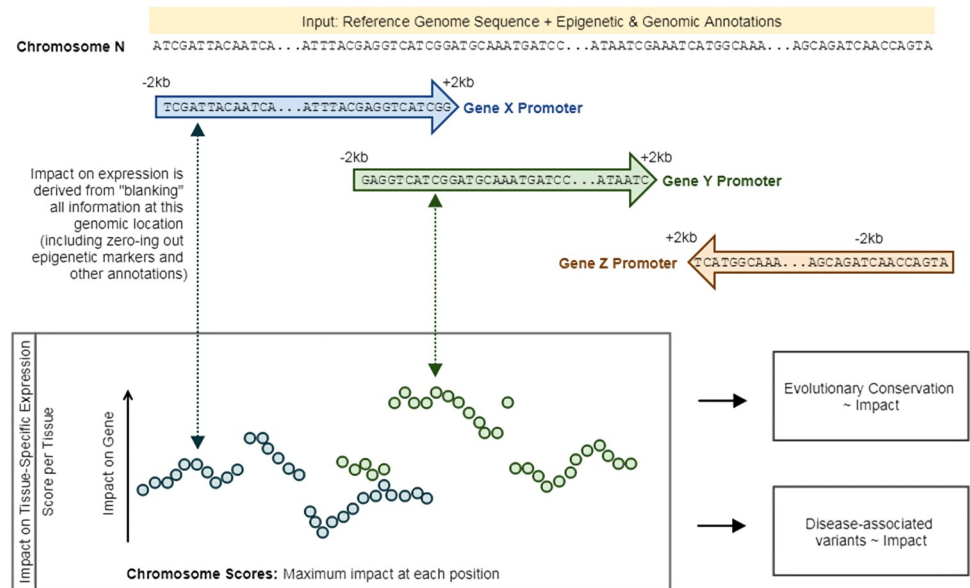 Input: Reference Genome Sequence + Epigenetic & Genomic Annotations
Chromosome N ATCGATTACAATCA...ATTTACGAGGTCATCGGATGCAAATGATCC...ATAATCGAAATCATGGCAAA...AGCAGATCAACCAGTA
-2kb +2kb
TCGATTACAATCA...ATTTACGAGGTCATCGG Gene X Promoter
-2kb +2kb
GAGGTCATCGGATGCAAATGATCC...ATAATC Gene Y Promoter
Impact on expression is
derived from "blanking"
all information at this
genomic location
(including zero-ing out
epigenetic markers and
other annotations)
+2kb -2kb
Gene Z Promoter TCATGGCAAA...AGCAGATCAACCAGTA
Impact on Tissue-Specific Expression
Score per Tissue
Impact on Gene
Chromosome Scores: Maximum impact at each position
Evolutionary Conservation
~ Impact
Disease-associated
variants ~ Impact